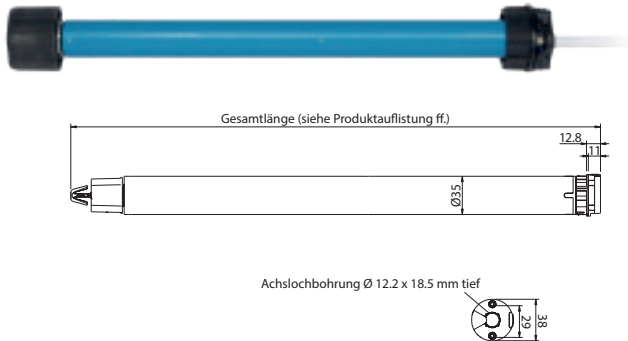 Gesamtlänge (siehe Produktauflistung ff.)
12.8
11
Ø35
Achslochbohrung Ø 12.2 x 18.5 mm tief
29
38